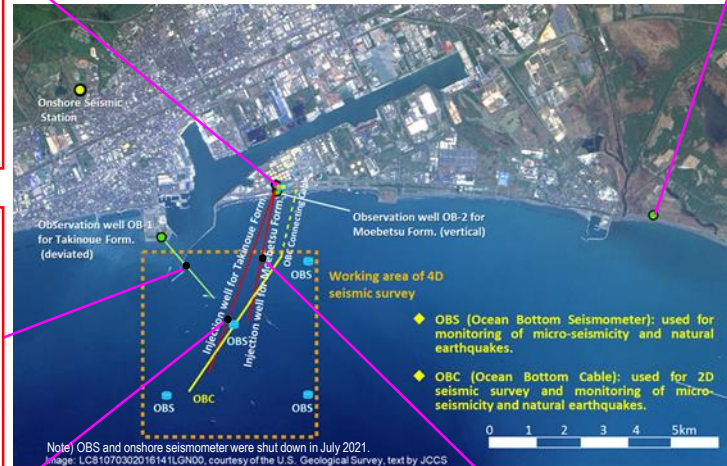 Onshore Seismic
Station
Observation well OB-1
for Takinoue Form.
(deviated)
Injection well for Takinoue Form.
Injection well for Moebetsu Form.
OBC Connecting Cable
Observation well OB-2 for
Moebetsu Form. (vertical)
OBS
Working area of 4D
seismic survey
OBS
OBC
OBS
OBS
◆ OBS (Ocean Bottom Seismometer): used for
monitoring of micro-seismicity and natural
earthquakes.
◆ OBC (Ocean Bottom Cable): used for 2D
seismic survey and monitoring of micro-
seismicity and natural earthquakes.
0 1 2 3 4 5km
Note) OBS and onshore seismometer were shut down in July 2021.
Image: LC81070302016141LGN00, courtesy of the U.S. Geological Survey, text by JCCS